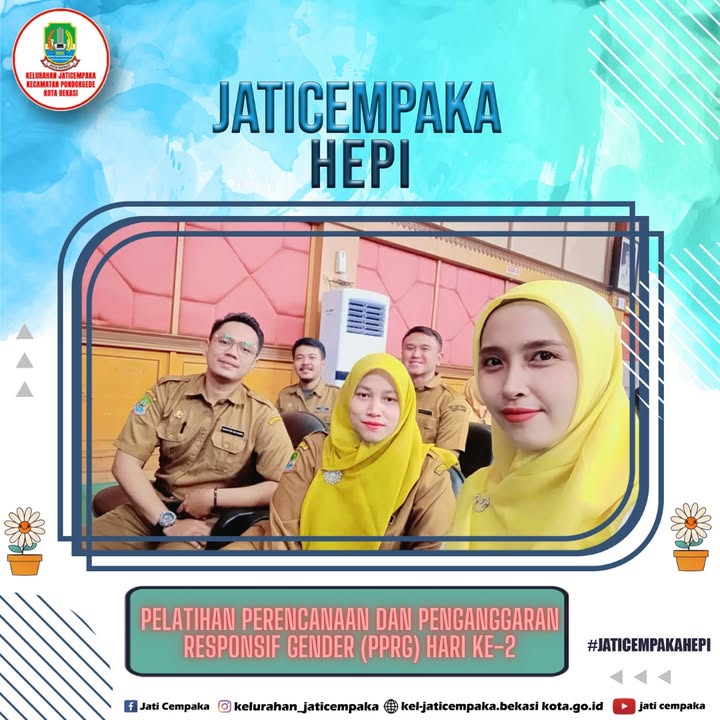 KELURAHAN JATICEMPAKA
KECAMATAN PONDOKGEDE
KOTA BEKASI
JATICEMPAKA
HEPI
PELATIHAN PERENCANAAN DAN PENGANGGARAN
RESPONSIF GENDER (PPRG) HARI KE-2
#JATICEMPAKAHEPI
Jati Cempaka kelurahan_jaticempaka kel-jaticempaka.bekasi kota.go.id jati cempaka